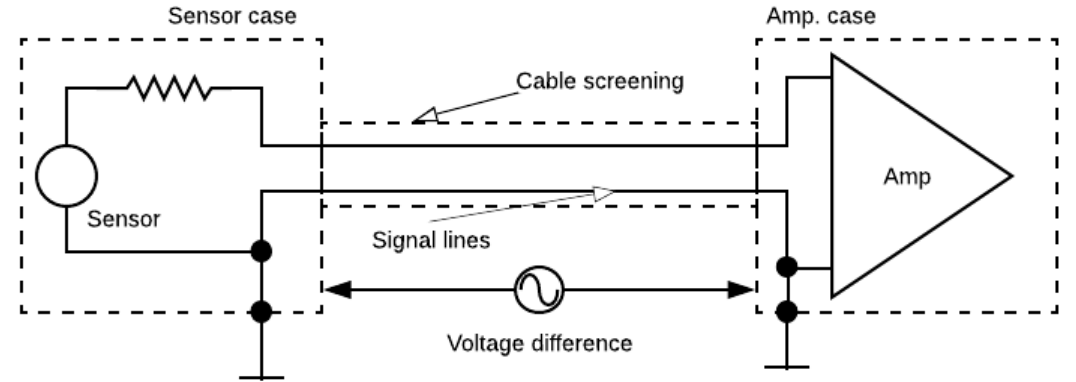 Sensor case
Amp. case
Cable screening
Amp
Sensor
Signal lines
Voltage difference